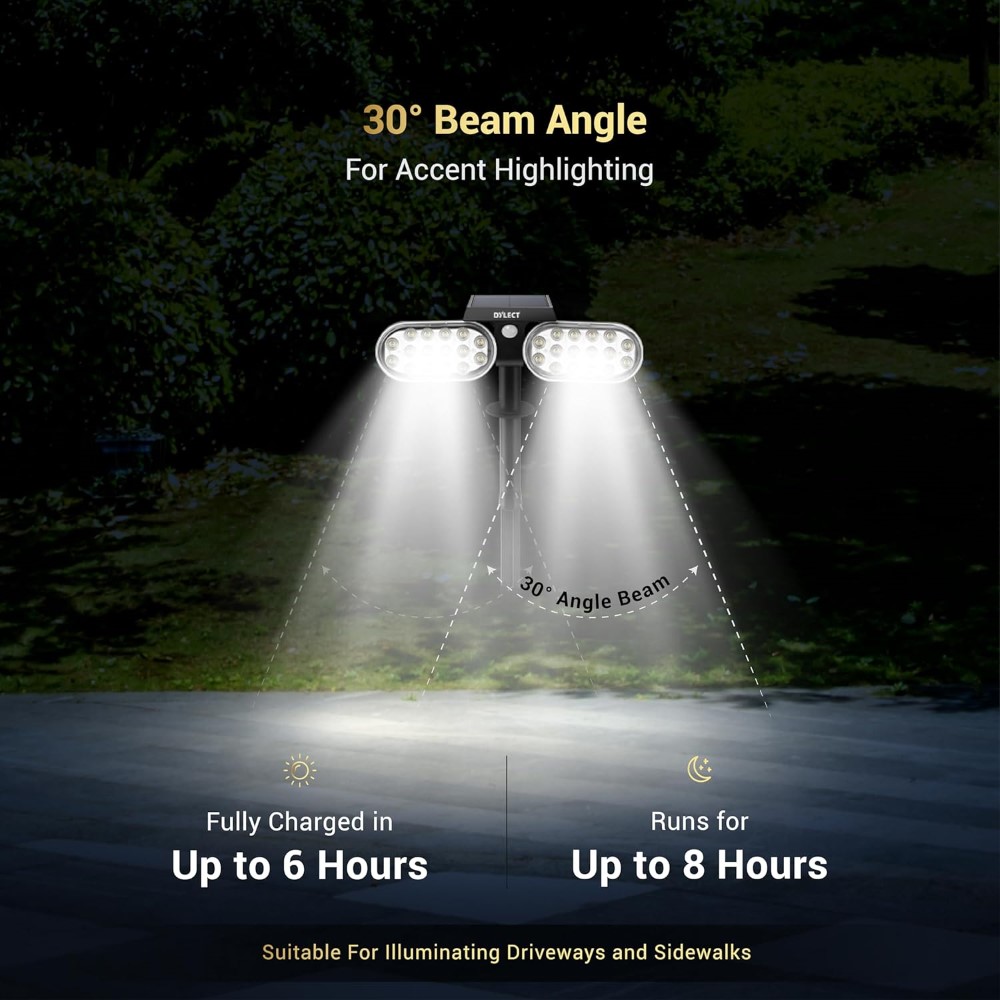 30° Beam Angle
For Accent Highlighting
DYLECT
30° Angle Beam
Fully Charged in
Up to 6 Hours
Runs for
Up to 8 Hours
Suitable For Illuminating Driveways and Sidewalks